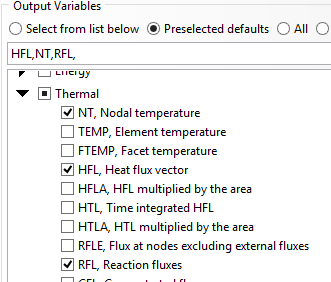 Output Variables
Select from list below Preselected defaults All
HFL,NT,RFL,
Energy
Thermal
NT, Nodal temperature
TEMP, Element temperature
FTEMP, Facet temperature
HFL, Heat flux vector
HFLA, HFL multiplied by the area
HTL, Time integrated HFL
HTLA, HTL multiplied by the area
RFLE, Flux at nodes excluding external fluxes
RFL, Reaction fluxes